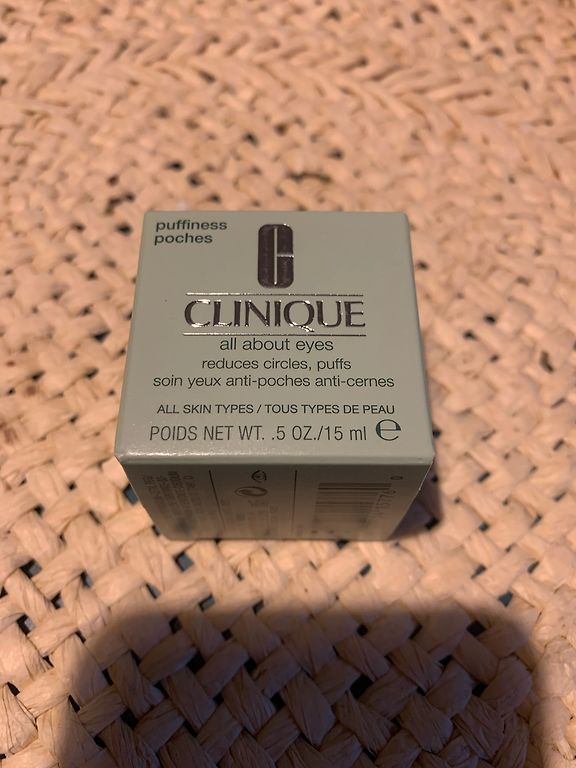 puffiness
poches
CLINIQUE
all about eyes
reduces circles, puffs
soin yeux anti-poches anti-cernes
ALL SKIN TYPES / TOUS TYPES DE PEAU
POIDS NET WT. .5 OZ./15 ml e